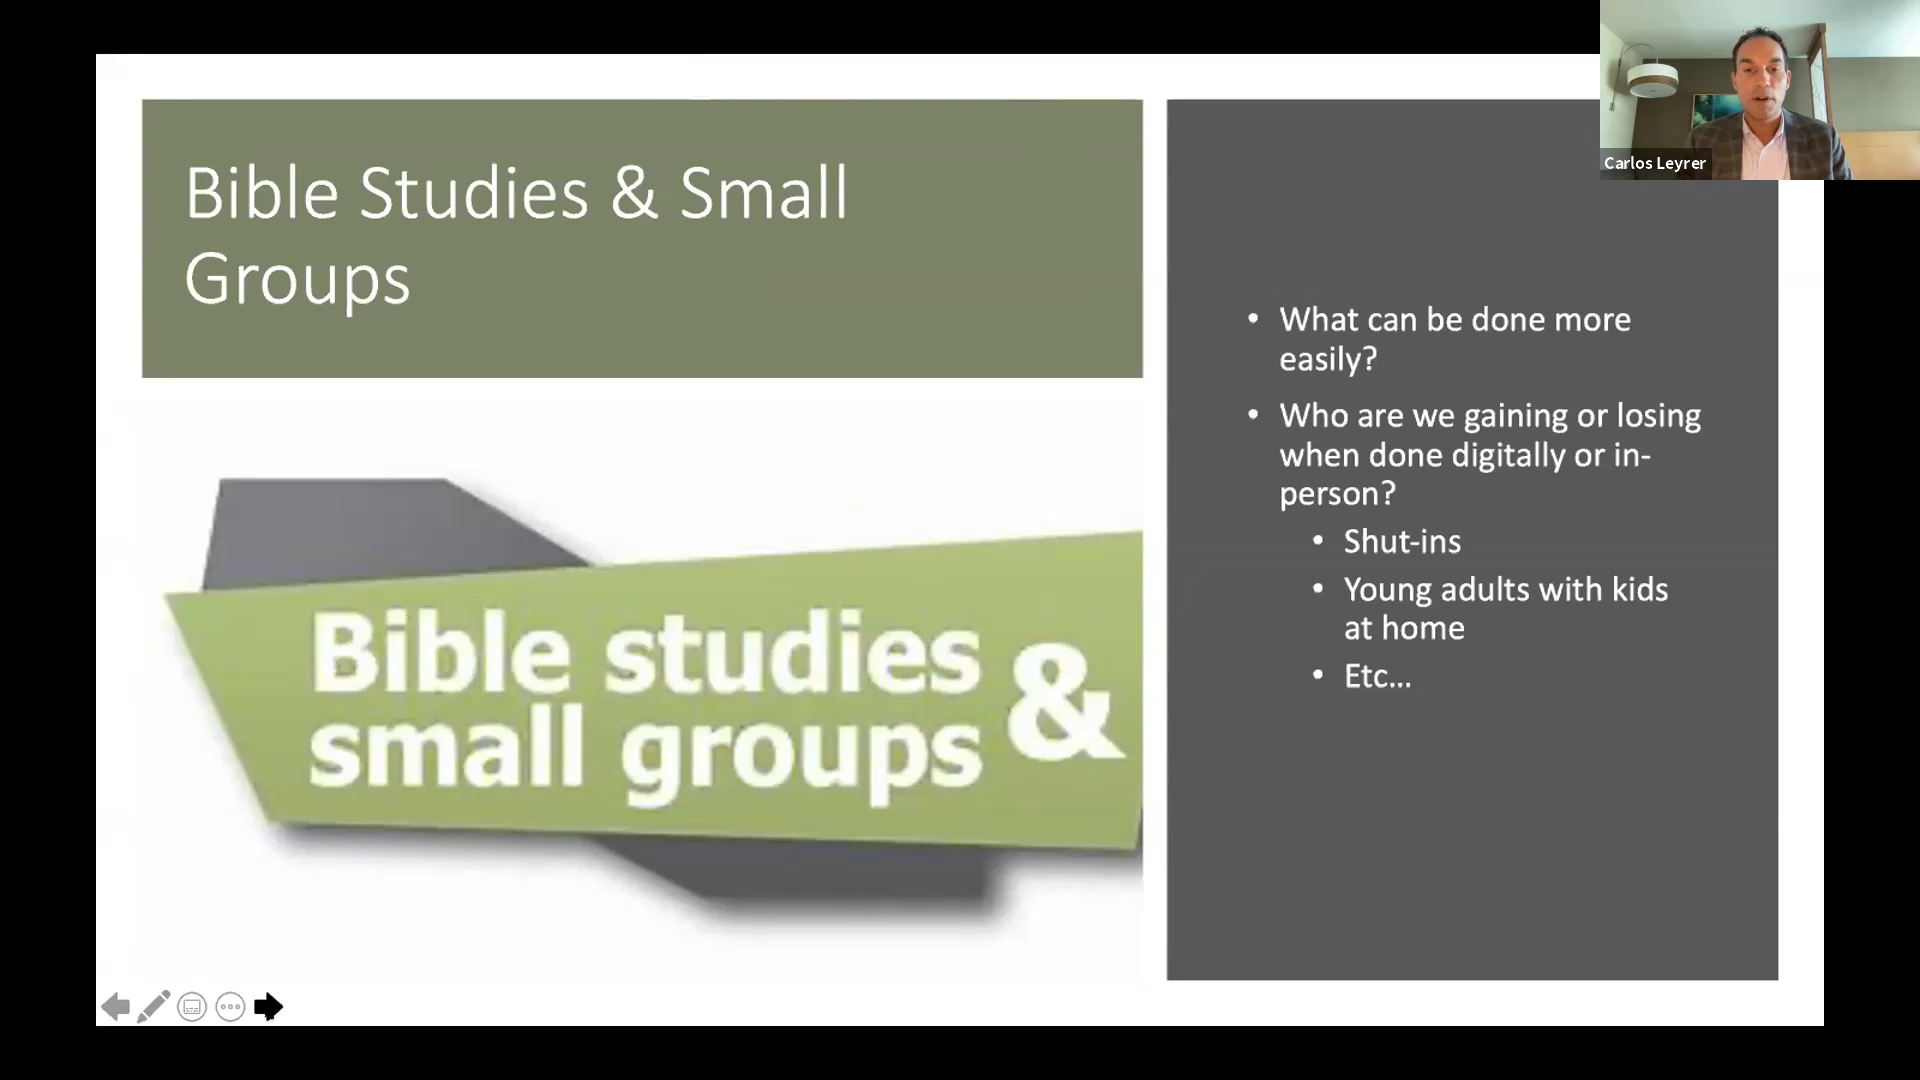 Bible Studies & Small
Groups
Bible studies
small groups &
• What can be done more
easily?
• Who are we gaining or losing
when done digitally or in-
person?
• Shut-ins
• Young adults with kids
at home
• Etc…
Carlos Leyrer